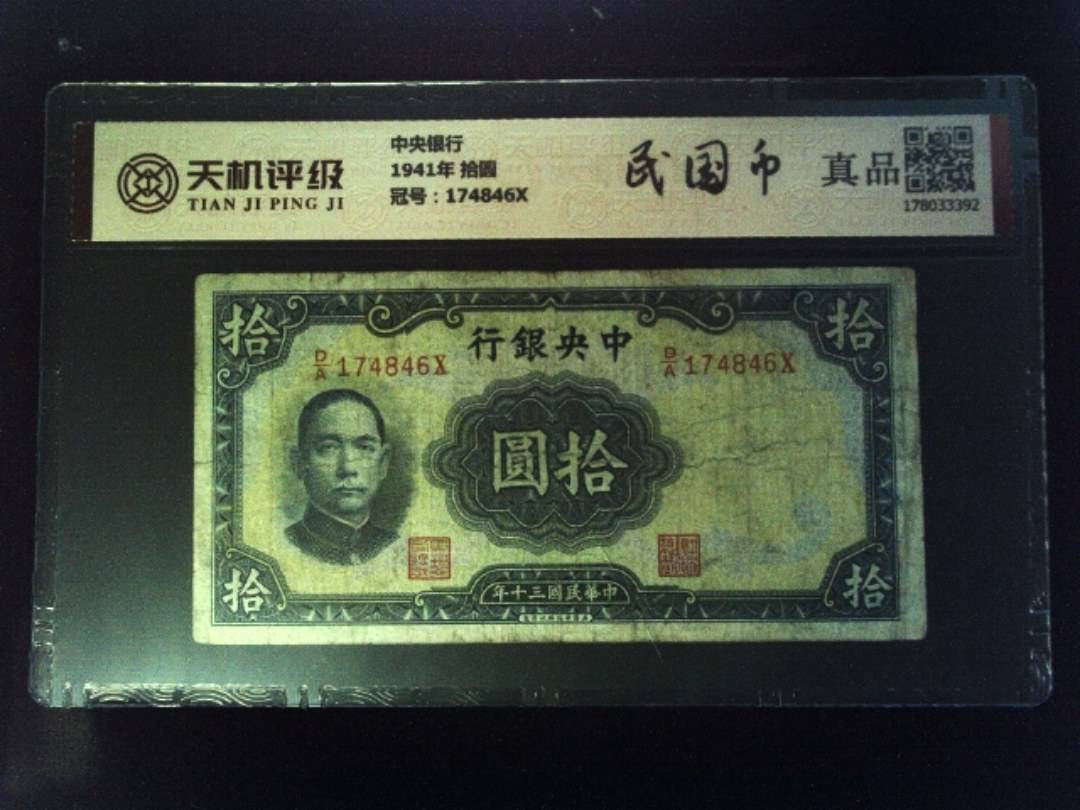 天机评级
TIAN JI PING JI
中央银行
1941年 拾圆
冠号：174846X
民国币
真品
178033392
拾
拾
行銀央中
D/A 174846X
D/A 174846X
圓拾
拾
拾
年十三國民華中